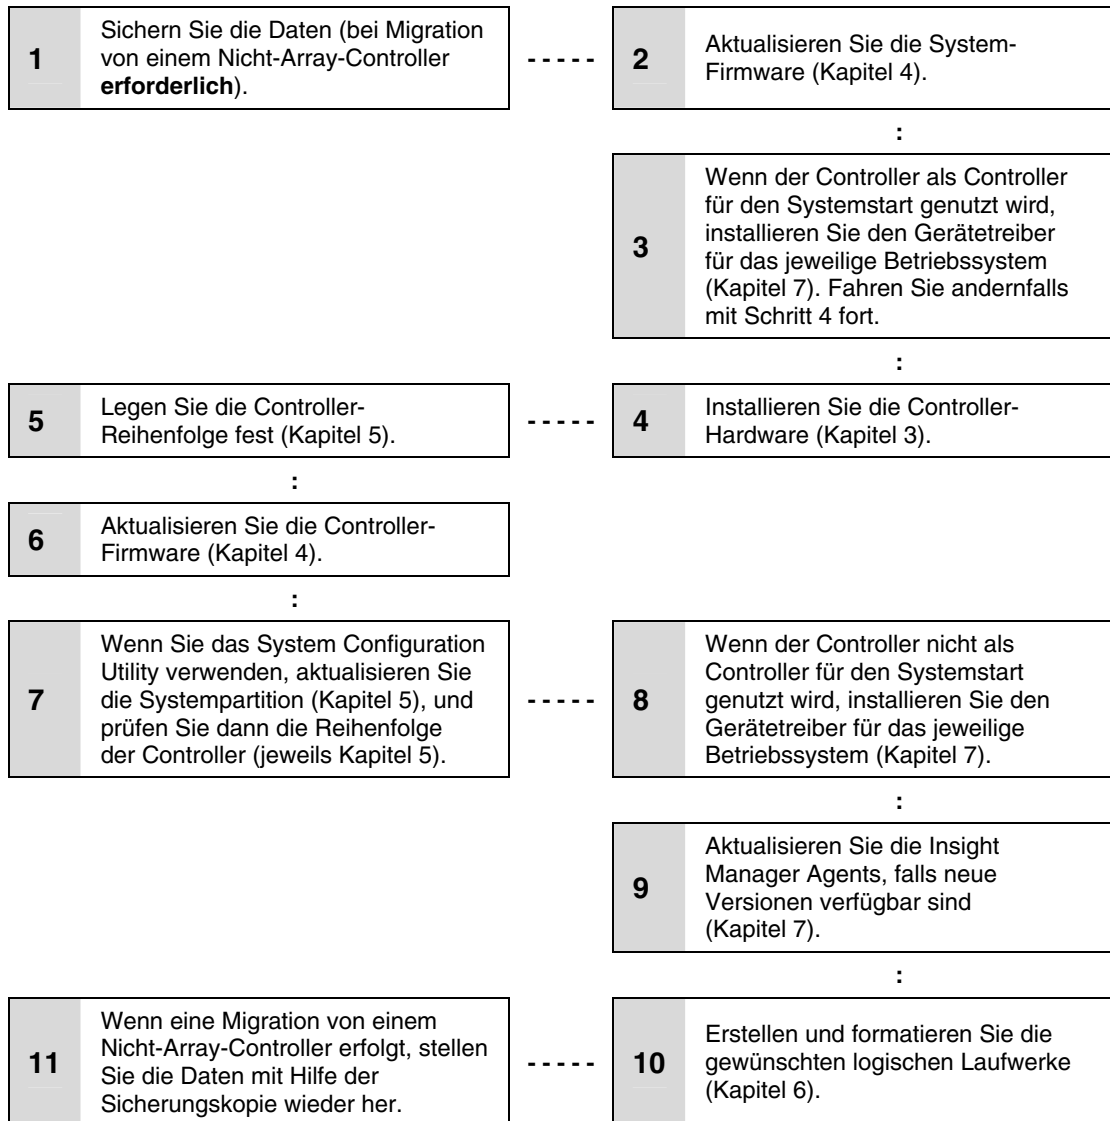 1
Sichern Sie die Daten (bei Migration
von einem Nicht-Array-Controller
erforderlich).
- - - - -
2
Aktualisieren Sie die System-
Firmware (Kapitel 4).
:
3
Wenn der Controller als Controller
für den Systemstart genutzt wird,
installieren Sie den Gerätetreiber
für das jeweilige Betriebssystem
(Kapitel 7). Fahren Sie andernfalls
mit Schritt 4 fort.
:
4
Installieren Sie die Controller-
Hardware (Kapitel 3).
- - - - -
5
Legen Sie die Controller-
Reihenfolge fest (Kapitel 5).
:
6
Aktualisieren Sie die Controller-
Firmware (Kapitel 4).
:
7
Wenn Sie das System Configuration
Utility verwenden, aktualisieren Sie
die Systempartition (Kapitel 5), und
prüfen Sie dann die Reihenfolge
der Controller (jeweils Kapitel 5).
- - - - -
8
Wenn der Controller nicht als
Controller für den Systemstart
genutzt wird, installieren Sie den
Gerätetreiber für das jeweilige
Betriebssystem (Kapitel 7).
:
9
Aktualisieren Sie die Insight
Manager Agents, falls neue
Versionen verfügbar sind
(Kapitel 7).
:
10
Erstellen und formatieren Sie die
gewünschten logischen Laufwerke
(Kapitel 6).
- - - - -
11
Wenn eine Migration von einem
Nicht-Array-Controller erfolgt, stellen
Sie die Daten mit Hilfe der
Sicherungskopie wieder her.